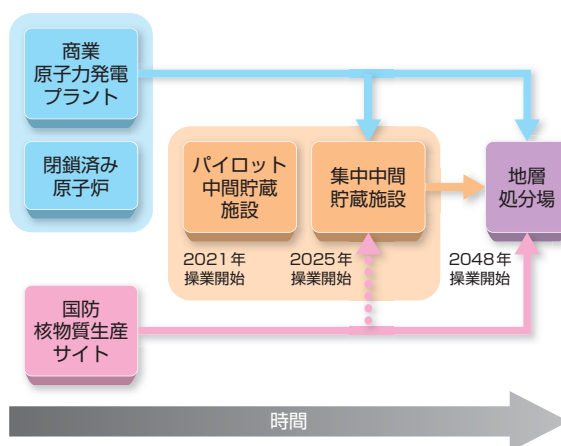 商業
原子力発電
プラント
閉鎖済み
原子炉
パイロット
中間貯蔵
施設
集中中間
貯蔵施設
地層
処分場
2021年
操業開始
2025年
操業開始
2048年
操業開始
国防
核物質生産
サイト
時間